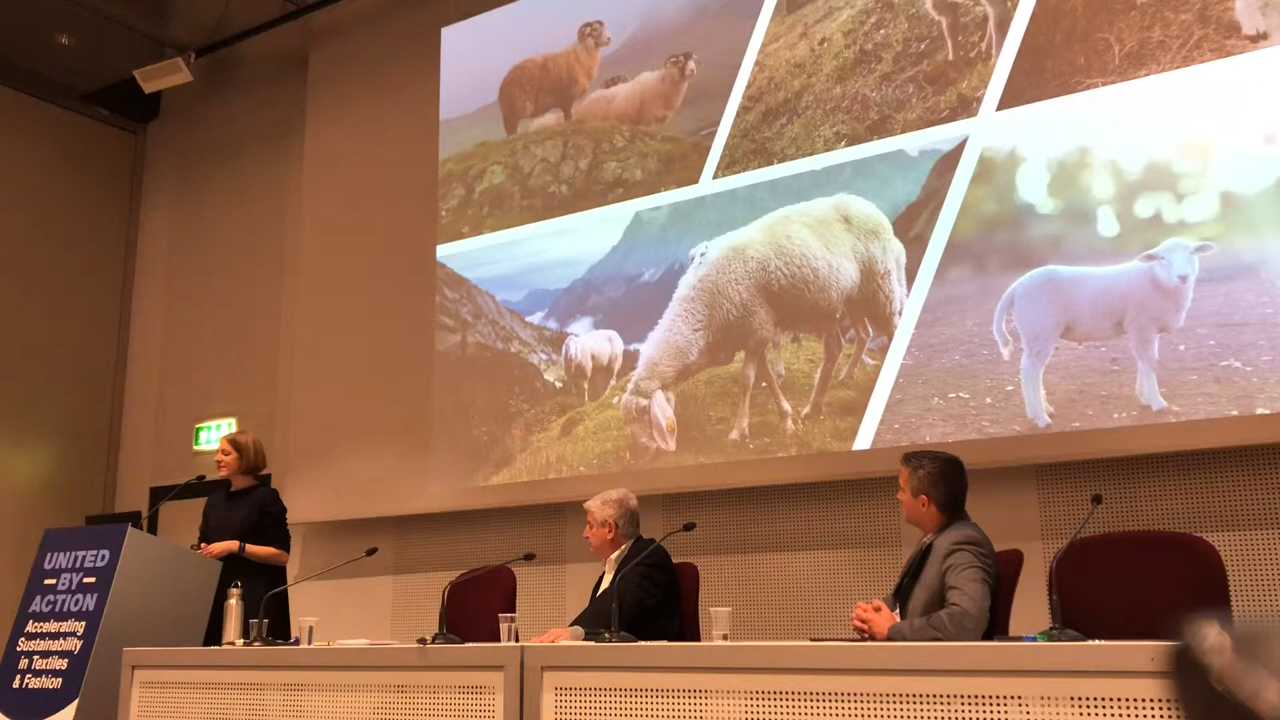 UNITED
BY
ACTION
Accelerating
Sustainability
in Textiles
& Fashion